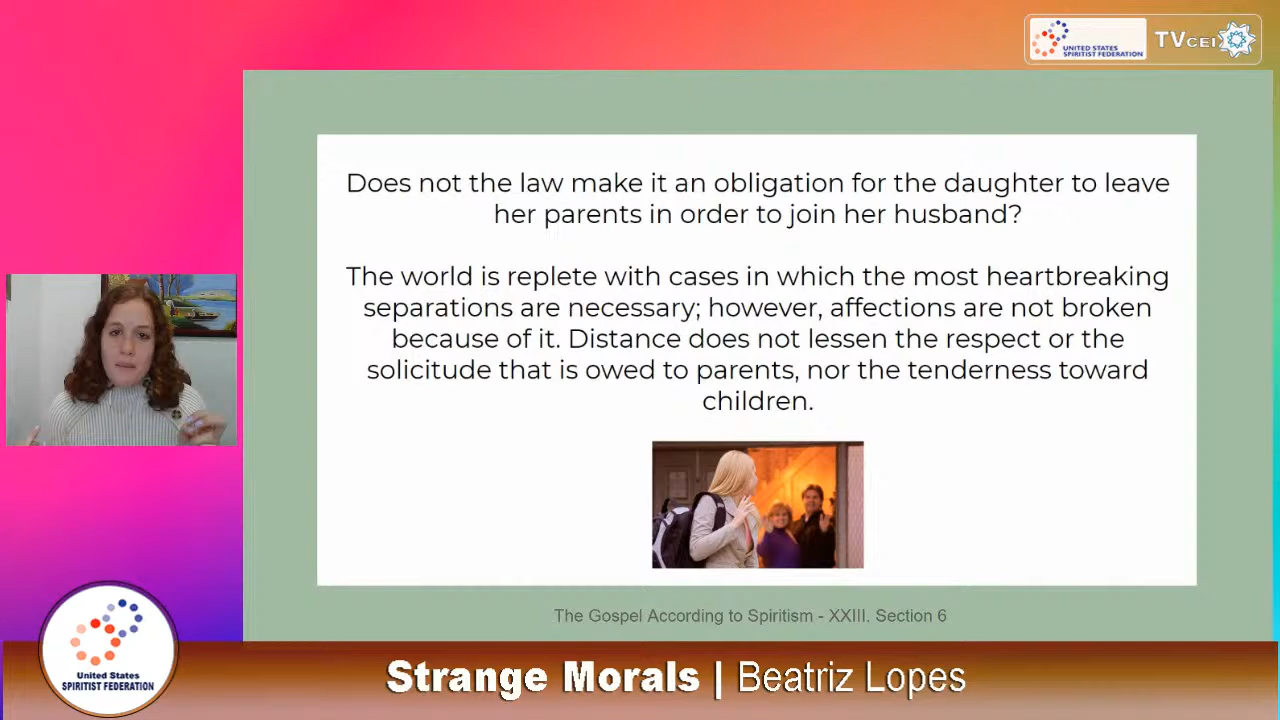 UNITED STATES
SPIRITIST FEDERATION
TVCEI
Does not the law make it an obligation for the daughter to leave
her parents in order to join her husband?
The world is replete with cases in which the most heartbreaking
separations are necessary; however, affections are not broken
because of it. Distance does not lessen the respect or the
solicitude that is owed to parents, nor the tenderness toward
children.
The Gospel According to Spiritism - XXIII. Section 6
United States
SPIRITIST FEDERATION
Strange Morals | Beatriz Lopes